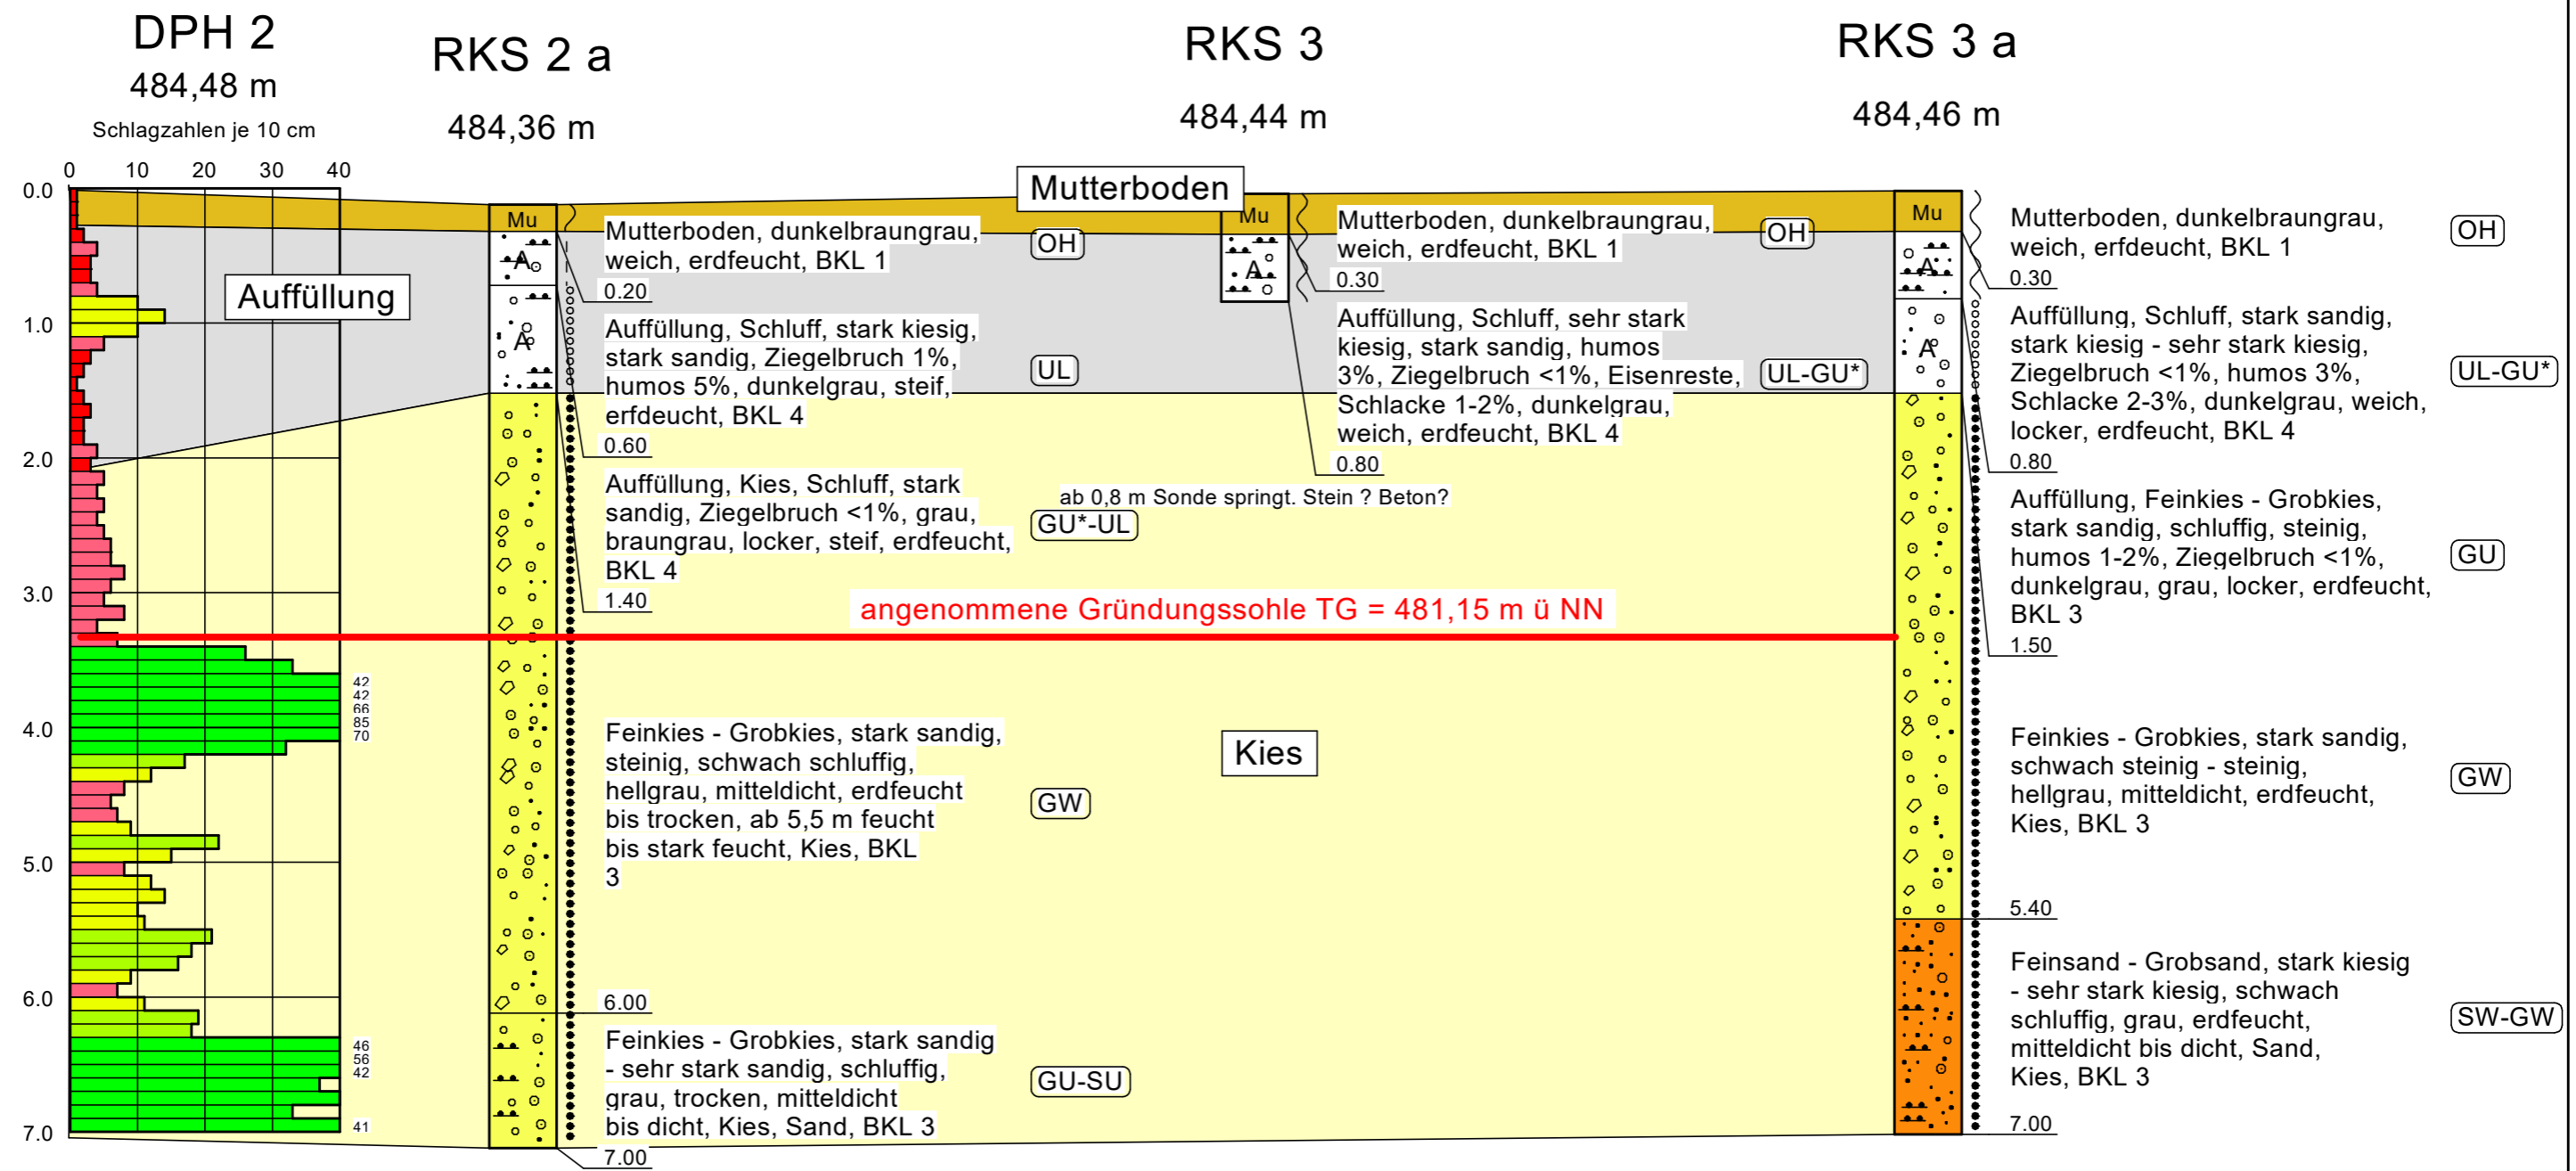 DPH 2
484,48 m
Schlagzahlen je 10 cm
0 10 20 30 40
0.0
1.0
2.0
3.0
4.0
5.0
6.0
7.0
42
42
66
85
70
46
56
42
41
Auffüllung
RKS 2 a
484,36 m
Mu
A
A
Mutterboden, dunkelbraungrau,
weich, erdfeucht, BKL 1
0.20
OH
Auffüllung, Schluff, stark kiesig,
stark sandig, Ziegelbruch 1%,
humos 5%, dunkelgrau, steif,
erfdeucht, BKL 4
0.60
UL
Auffüllung, Kies, Schluff, stark
sandig, Ziegelbruch <1%, grau,
braungrau, locker, steif, erdfeucht,
BKL 4
1.40
GU*-UL
Feinkies - Grobkies, stark sandig,
steinig, schwach schluffig,
hellgrau, mitteldicht, erdfeucht
bis trocken, ab 5,5 m feucht
bis stark feucht, Kies, BKL
3
6.00
GW
Feinkies - Grobkies, stark sandig
- sehr stark sandig, schluffig,
grau, trocken, mitteldicht
bis dicht, Kies, Sand, BKL 3
7.00
GU-SU
RKS 3
484,44 m
Mutterboden
Mu
A
Mutterboden, dunkelbraungrau,
weich, erdfeucht, BKL 1
0.30
OH
Auffüllung, Schluff, sehr stark
kiesig, stark sandig, humos
3%, Ziegelbruch <1%, Eisenreste,
Schlacke 1-2%, dunkelgrau,
weich, erdfeucht, BKL 4
0.80
UL-GU*
ab 0,8 m Sonde springt. Stein ? Beton?
angenommene Gründungssohle TG = 481,15 m ü NN
Kies
RKS 3 a
484,46 m
Mu
A
A
Mutterboden, dunkelbraungrau,
weich, erfdeucht, BKL 1
0.30
OH
Auffüllung, Schluff, stark sandig,
stark kiesig - sehr stark kiesig,
Ziegelbruch <1%, humos 3%,
Schlacke 2-3%, dunkelgrau, weich,
locker, erdfeucht, BKL 4
0.80
UL-GU*
Auffüllung, Feinkies - Grobkies,
stark sandig, schluffig, steinig,
humos 1-2%, Ziegelbruch <1%,
dunkelgrau, grau, locker, erdfeucht,
BKL 3
1.50
GU
Feinkies - Grobkies, stark sandig,
schwach steinig - steinig,
hellgrau, mitteldicht, erdfeucht,
Kies, BKL 3
5.40
GW
Feinsand - Grobsand, stark kiesig
- sehr stark kiesig, schwach
schluffig, grau, erdfeucht,
mitteldicht bis dicht, Sand,
Kies, BKL 3
7.00
SW-GW